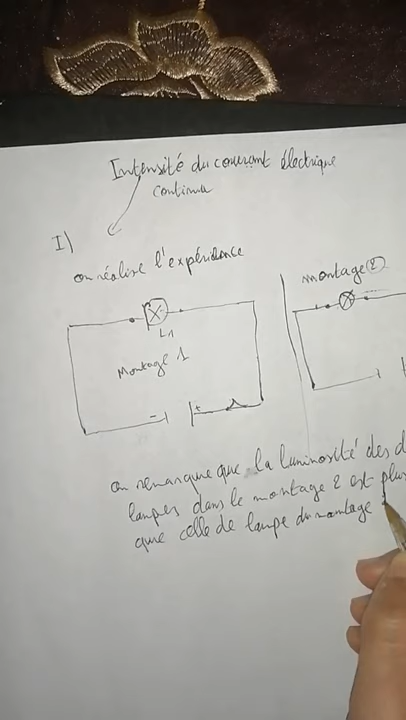 Intensité du courant électrique
continu
I)
on réalise l'expérience
montage(2)
L1
Montage 1
- +
on remarque que la luminosité des d
lampes dans le montage 2 est plus
que celle de lampe du montage